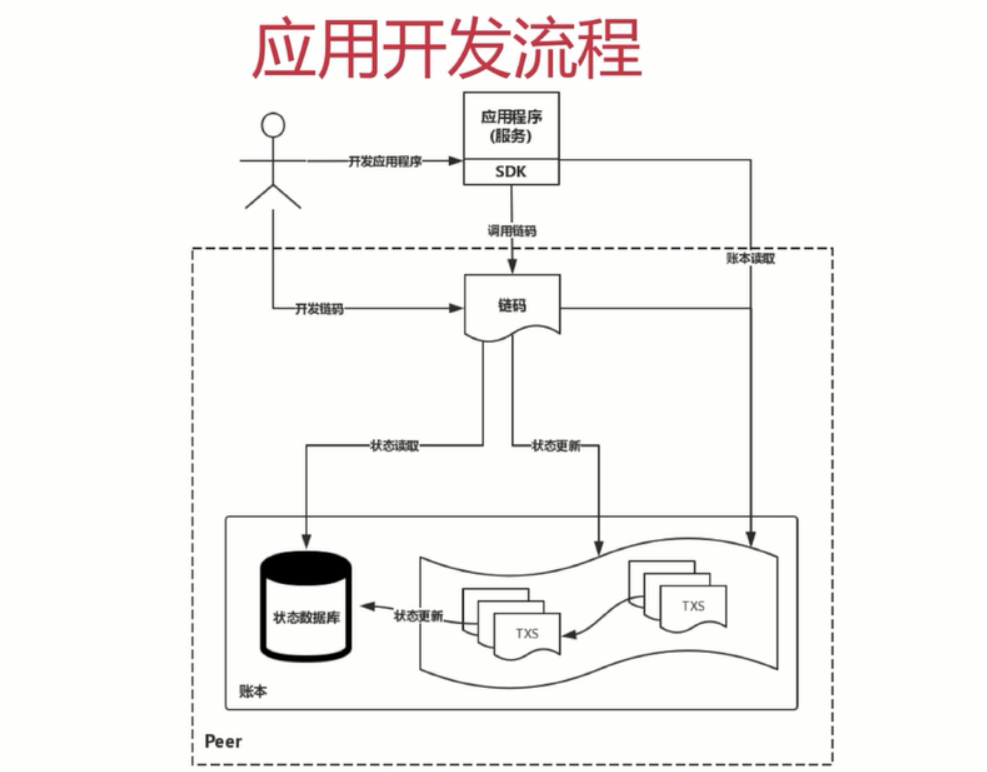 应用开发流程
应用程序
(服务)
开发应用程序
SDK
调用链码
账本读取
开发链码
链码
状态读取
状态更新
状态数据库
状态更新
TXS
TXS
账本
Peer